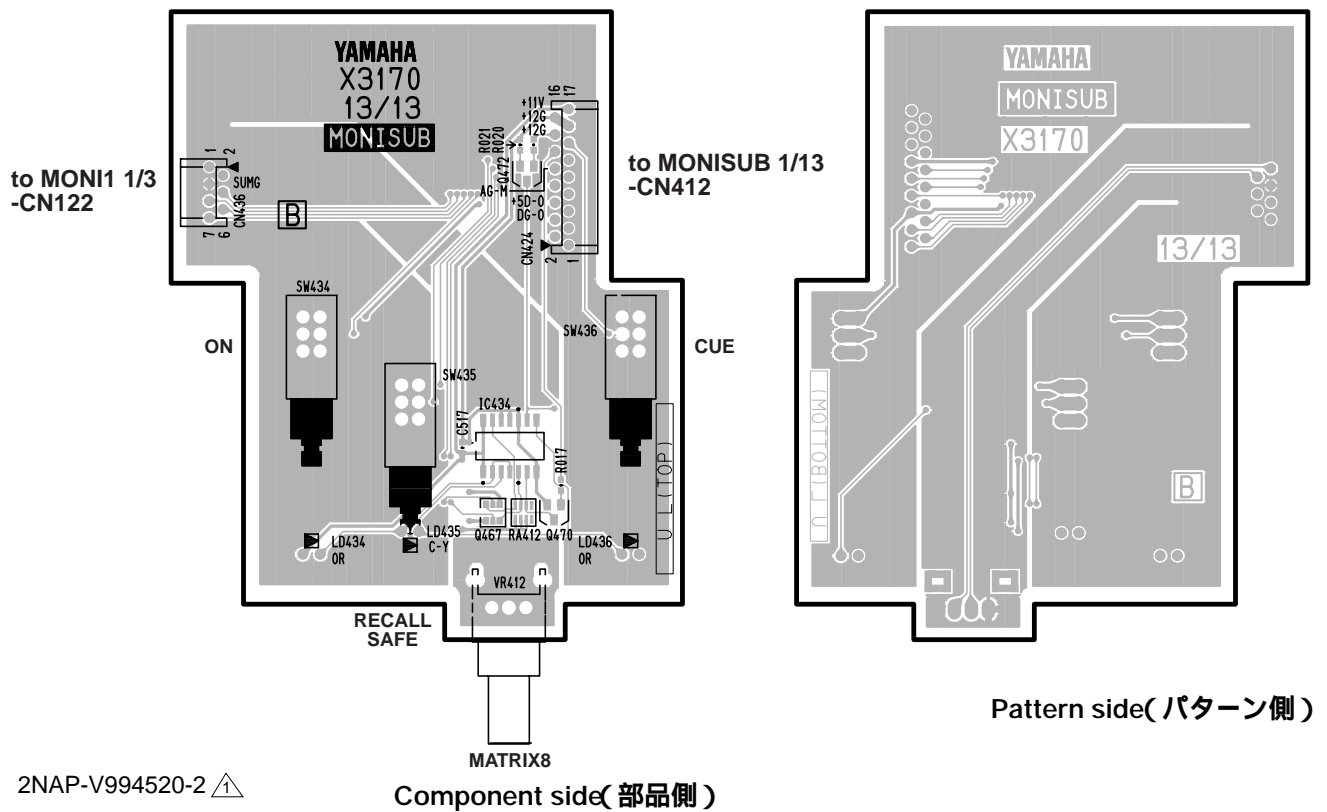 YAMAHA
X3170
13/13
MONISUB
to MONI1 1/3
-CN122
1
2
SUMG
CN436
7
6
B
R021
R020
Q472
+11V
+12G
+12G
16
17
AG-M
+5D-O
DG-O
CN424
2
1
to MONISUB 1/13
-CN412
SW434
ON
SW435
SW436
CUE
IC434
C517
R017
U L(TOP)
LD434
OR
LD435
C-Y
Q467
RA412
Q470
LD436
OR
VR412
RECALL
SAFE
MATRIX8
YAMAHA
MONISUB
X3170
13/13
U L(BOTTOM)
B
Pattern side(パターン側)
2NAP-V994520-2 1
Component side(部品側)